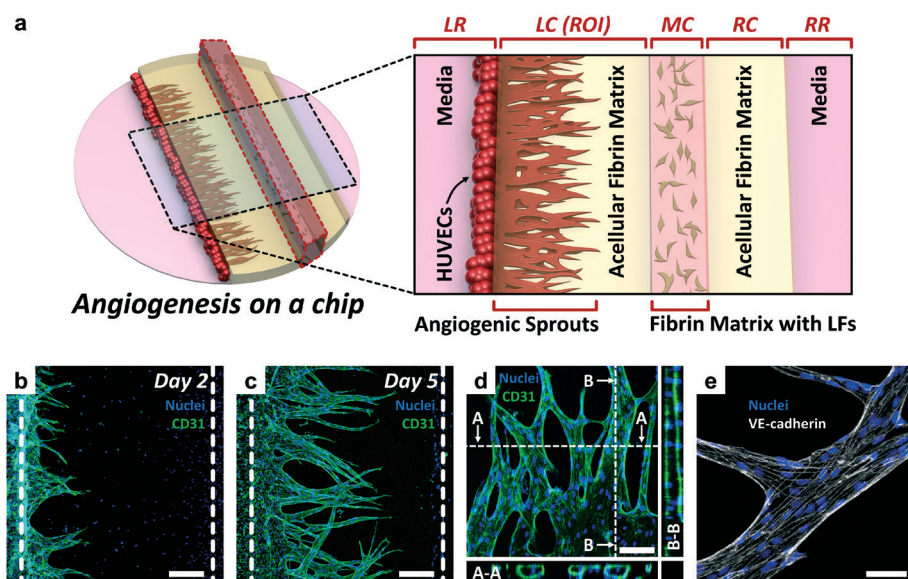 a
LR
LC (ROI)
MC
RC
RR
Media
HUVECs
Acellular Fibrin Matrix
Acellular Fibrin Matrix
Media
Angiogenesis on a chip
Angiogenic Sprouts
Fibrin Matrix with LFs
b
Day 2
Nuclei
CD31
c
Day 5
Nuclei
CD31
d
Nuclei
CD31
B
A
A
B
B-B
A-A
e
Nuclei
VE-cadherin